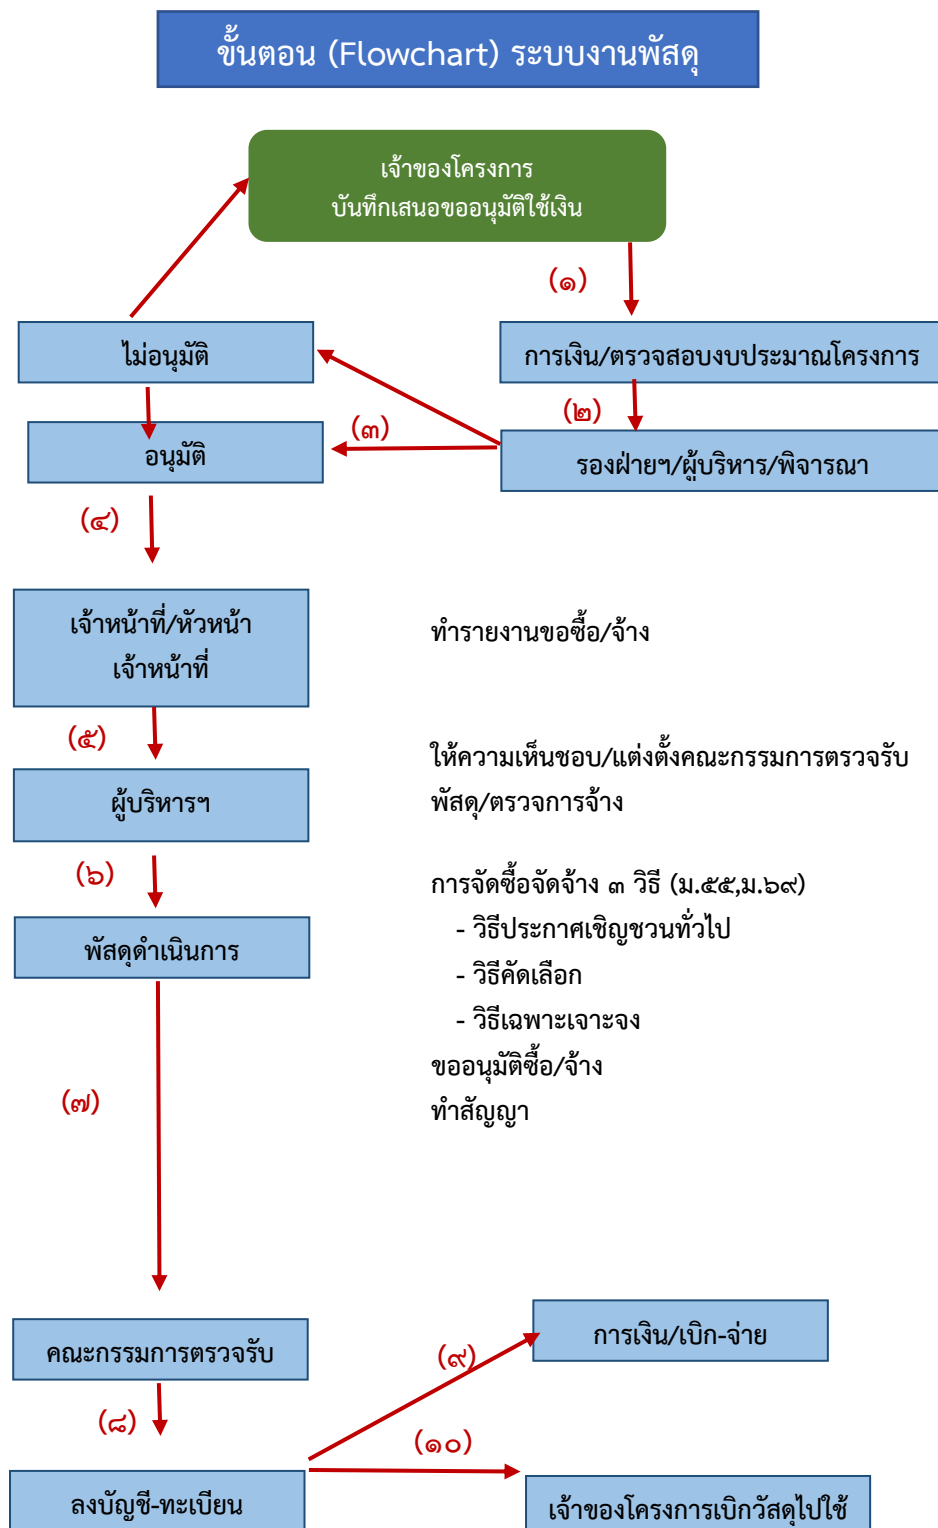 ขั้นตอน (Flowchart) ระบบงานพัสดุ
เจ้าของโครงการ
บันทึกเสนอขออนุมัติใช้เงิน
(๑)
ไม่อนุมัติ
การเงิน/ตรวจสอบงบประมาณโครงการ
(๒)
(๓)
อนุมัติ
รองฝ่ายฯ/ผู้บริหาร/พิจารณา
(๔)
เจ้าหน้าที่/หัวหน้า
เจ้าหน้าที่
ทำรายงานขอซื้อ/จ้าง
(๕)
ผู้บริหารฯ
ให้ความเห็นชอบ/แต่งตั้งคณะกรรมการตรวจรับ
พัสดุ/ตรวจการจ้าง
(๖)
พัสดุดำเนินการ
การจัดซื้อจัดจ้าง ๓ วิธี (ม.๕๕,ม.๖๙)
- วิธีประกาศเชิญชวนทั่วไป
- วิธีคัดเลือก
- วิธีเฉพาะเจาะจง
ขออนุมัติซื้อ/จ้าง
ทำสัญญา
(๗)
คณะกรรมการตรวจรับ
การเงิน/เบิก-จ่าย
(๙)
(๘)
(๑๐)
ลงบัญชี-ทะเบียน
เจ้าของโครงการเบิกวัสดุไปใช้